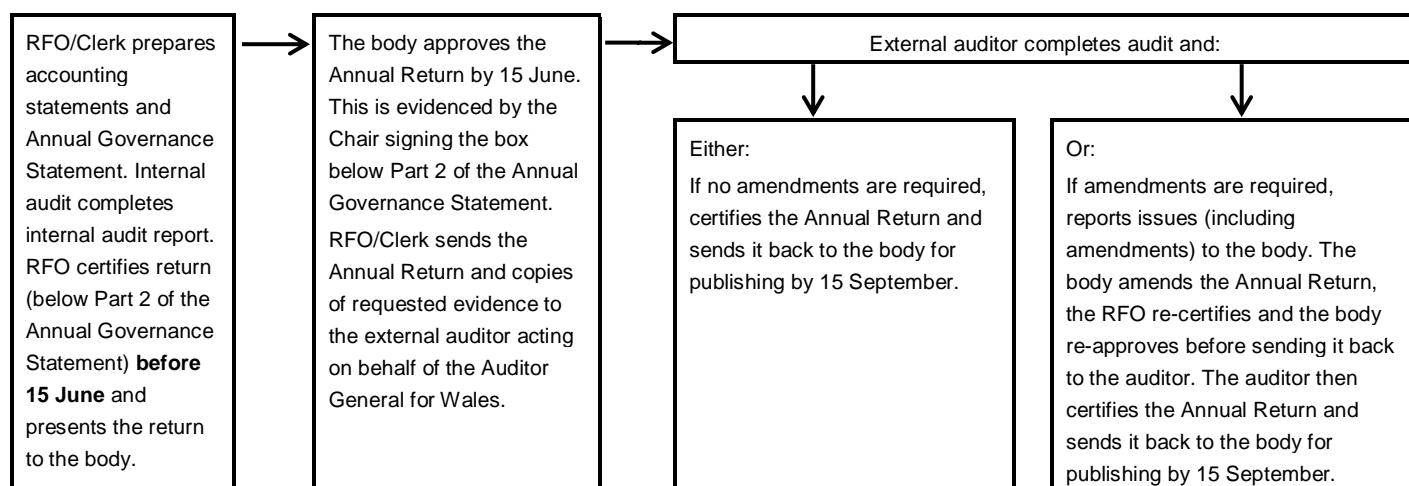 RFO/Clerk prepares
accounting
statements and
Annual Governance
Statement. Internal
audit completes
internal audit report.
RFO certifies return
(below Part 2 of the
Annual Governance
Statement) before
15 June and
presents the return
to the body.
The body approves the
Annual Return by 15 June.
This is evidenced by the
Chair signing the box
below Part 2 of the Annual
Governance Statement.
RFO/Clerk sends the
Annual Return and copies
of requested evidence to
the external auditor acting
on behalf of the Auditor
General for Wales.
External auditor completes audit and:
Either:
If no amendments are required,
certifies the Annual Return and
sends it back to the body for
publishing by 15 September.
Or:
If amendments are required,
reports issues (including
amendments) to the body. The
body amends the Annual Return,
the RFO re-certifies and the body
re-approves before sending it back
to the auditor. The auditor then
certifies the Annual Return and
sends it back to the body for
publishing by 15 September.